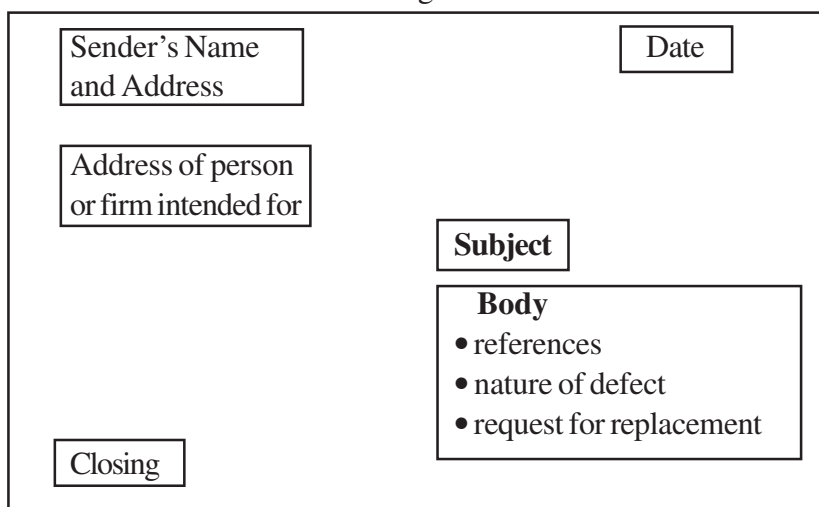 Sender’s Name
and Address
Date
Address of person
or firm intended for
Subject
Body
• references
• nature of defect
• request for replacement
Closing